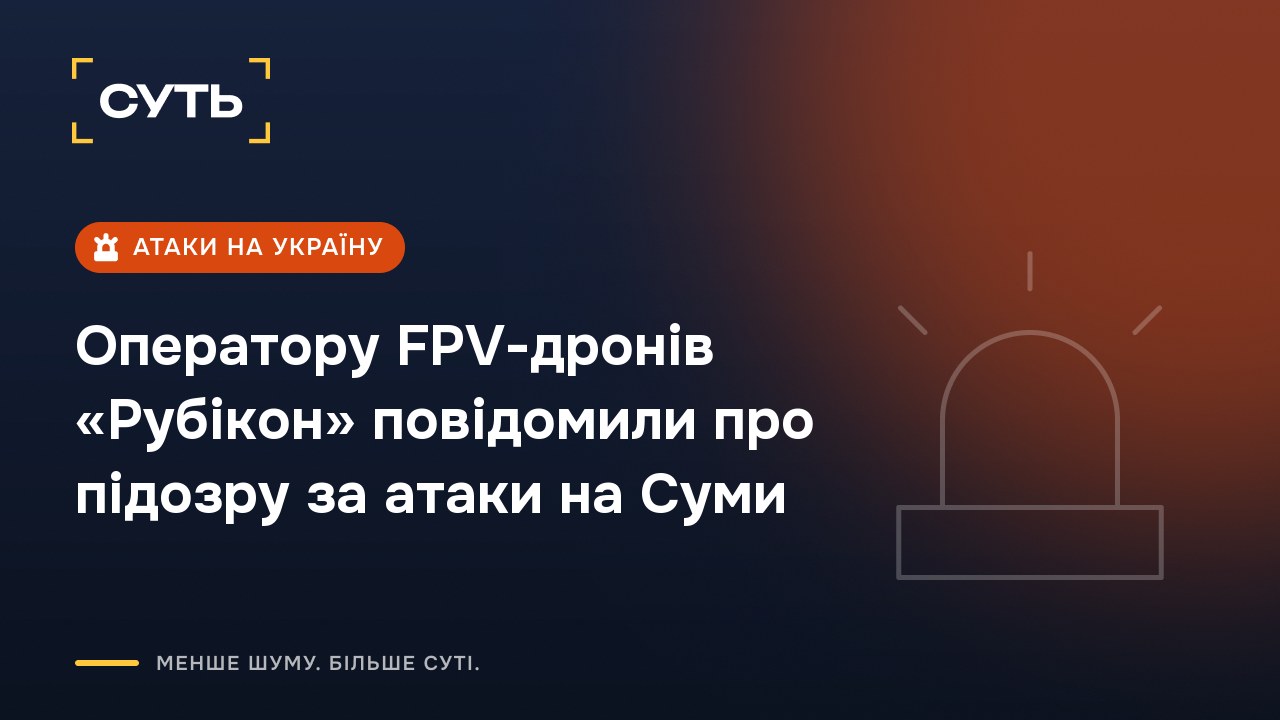 СУТЬ
АТАКИ НА УКРАЇНУ
Оператору FPV-дронів
«Рубікон» повідомили про
підозру за атаки на Суми
МЕНШЕ ШУМУ. БІЛЬШЕ СУТІ.